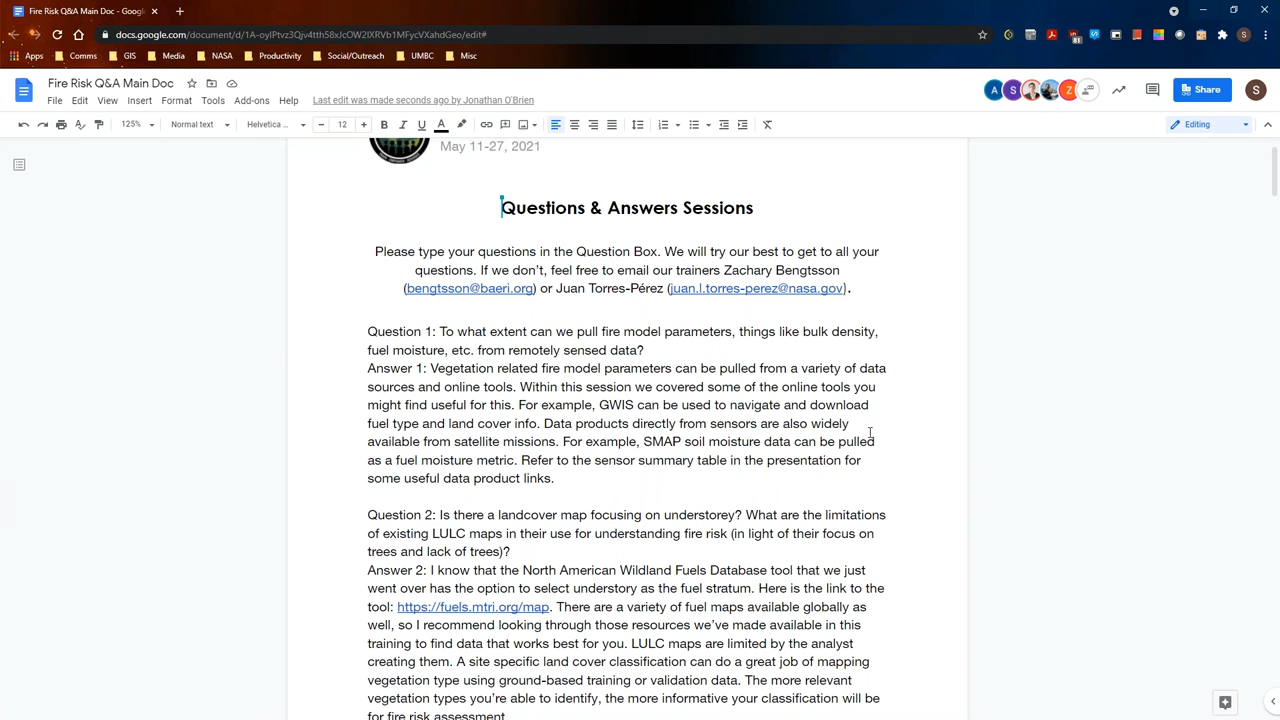 Fire Risk Q&A Main Doc - Googl
docs.google.com/document/d/1A-oyIPtvz3Qjv4tth58xJcOW2IXRVb1MFycVXahdGeo/edit#
S
Apps Comms GIS Media NASA Productivity Social/Outreach UMBC Misc
Fire Risk Q&A Main Doc
File Edit View Insert Format Tools Add-ons Help Last edit was made seconds ago by Jonathan O'Brien
A S Z Share S
125% Normal text Helvetica ... 12 B I U A Editing
May 11-27, 2021
Questions & Answers Sessions
Please type your questions in the Question Box. We will try our best to get to all your
questions. If we don't, feel free to email our trainers Zachary Bengtsson
(bengtsson@baeri.org) or Juan Torres-Pérez (juan.l.torres-perez@nasa.gov).
Question 1: To what extent can we pull fire model parameters, things like bulk density,
fuel moisture, etc. from remotely sensed data?
Answer 1: Vegetation related fire model parameters can be pulled from a variety of data
sources and online tools. Within this session we covered some of the online tools you
might find useful for this. For example, GWIS can be used to navigate and download
fuel type and land cover info. Data products directly from sensors are also widely
available from satellite missions. For example, SMAP soil moisture data can be pulled
as a fuel moisture metric. Refer to the sensor summary table in the presentation for
some useful data product links.
Question 2: Is there a landcover map focusing on understorey? What are the limitations
of existing LULC maps in their use for understanding fire risk (in light of their focus on
trees and lack of trees)?
Answer 2: I know that the North American Wildland Fuels Database tool that we just
went over has the option to select understory as the fuel stratum. Here is the link to the
tool: https://fuels.mtri.org/map. There are a variety of fuel maps available globally as
well, so I recommend looking through those resources we've made available in this
training to find data that works best for you. LULC maps are limited by the analyst
creating them. A site specific land cover classification can do a great job of mapping
vegetation type using ground-based training or validation data. The more relevant
vegetation types you're able to identify, the more informative your classification will be
for fire risk assessment.